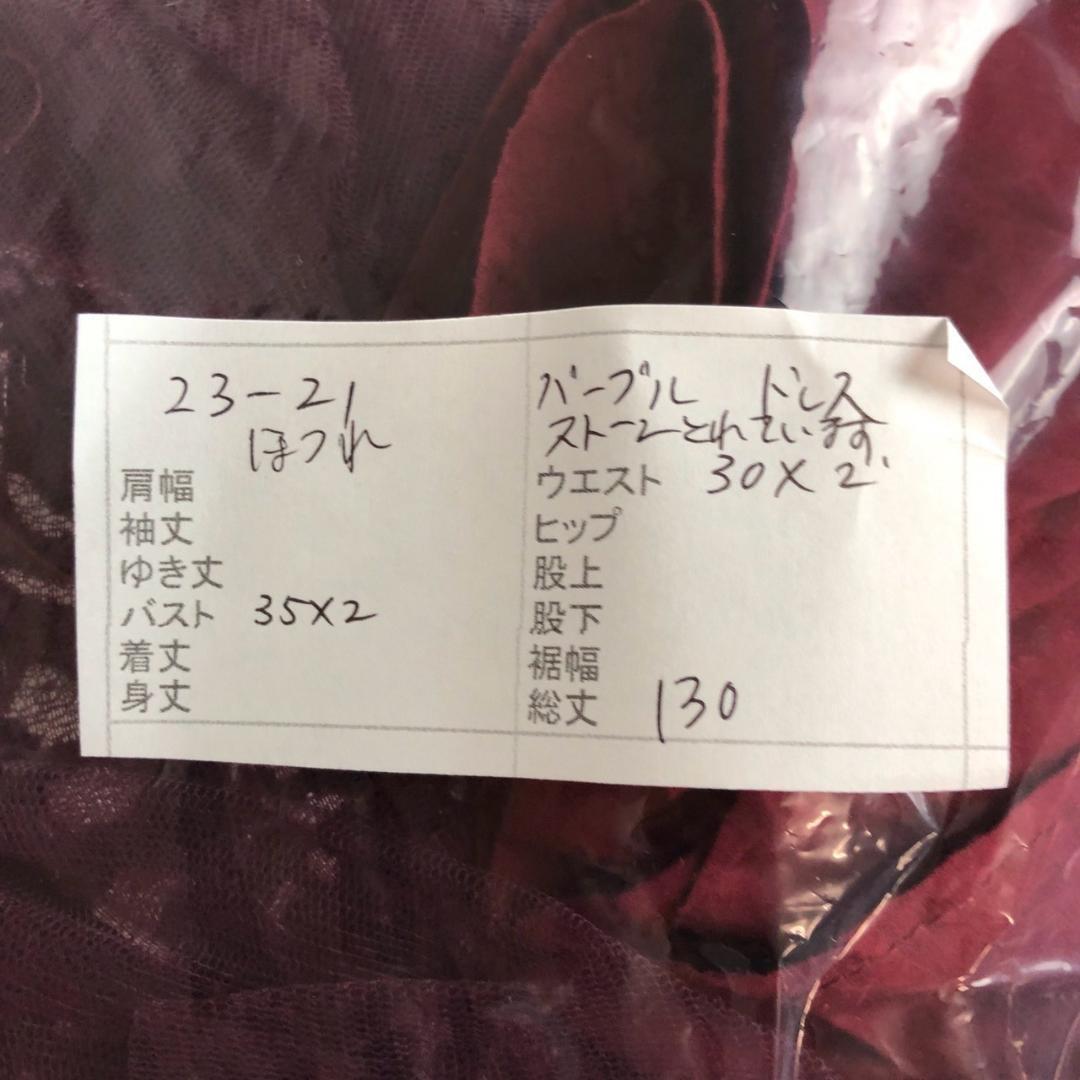 23-21
ほつれ
肩幅
袖丈
ゆき丈
バスト 35×2
着丈
身丈
パープル ドレス
ストーンとれています
ウエスト 30×2
ヒップ
股上
股下
裾幅
総丈 130